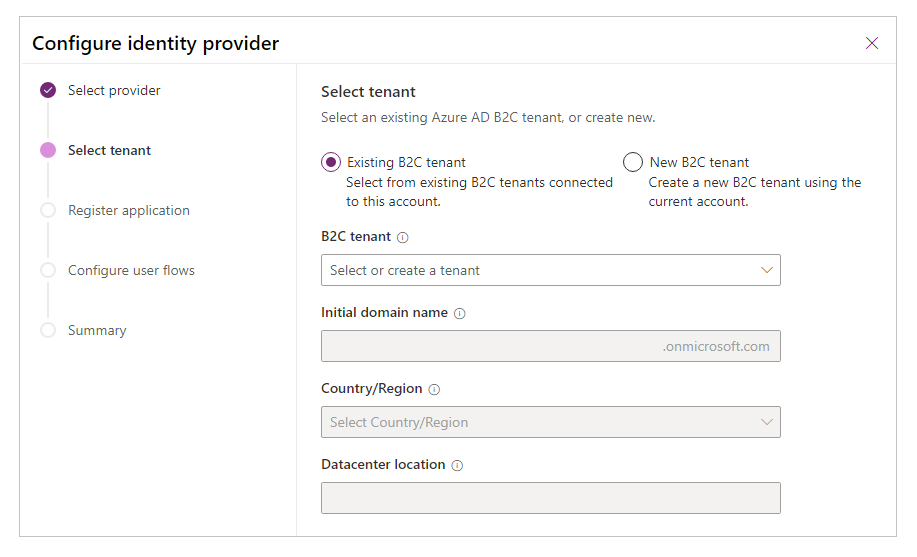 Configure identity provider
Select provider
Select tenant
Register application
Configure user flows
Summary
Select tenant
Select an existing Azure AD B2C tenant, or create new.
Existing B2C tenant
Select from existing B2C tenants connected
to this account.
New B2C tenant
Create a new B2C tenant using the
current account.
B2C tenant
Select or create a tenant
Initial domain name
.onmicrosoft.com
Country/Region
Select Country/Region
Datacenter location